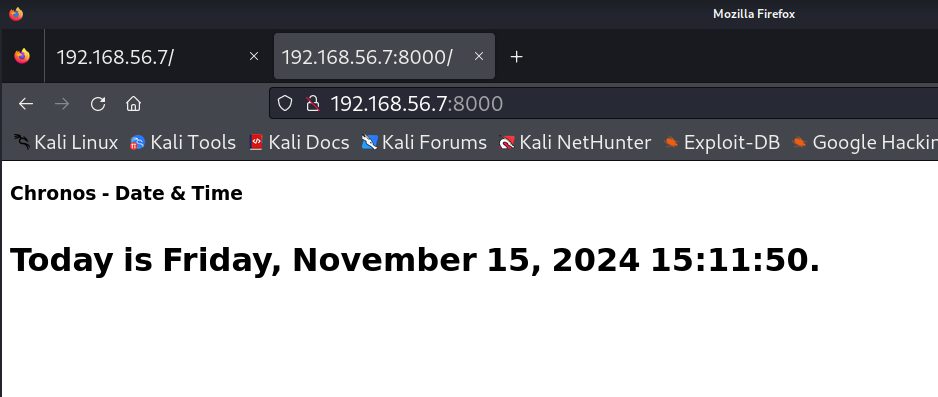 Mozilla Firefox
192.168.56.7/ 192.168.56.7:8000/
192.168.56.7:8000
Kali Linux Kali Tools Kali Docs Kali Forums Kali NetHunter Exploit-DB Google Hackin
Chronos - Date & Time
Today is Friday, November 15, 2024 15:11:50.